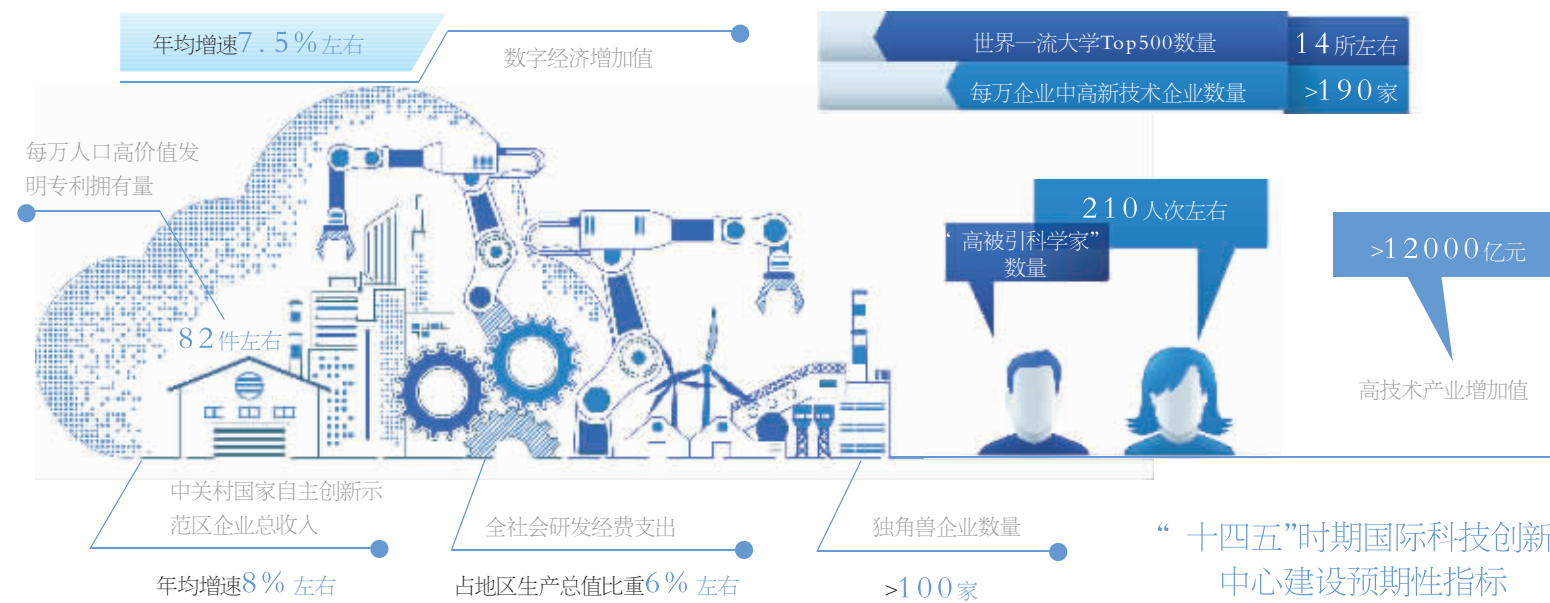 年均增速7.5%左右
数字经济增加值
世界一流大学Top500数量
14所左右
每万企业中高新技术企业数量
>190家
每万人口高价值发
明专利拥有量
82件左右
210人次左右
“高被引科学家”
数量
>12000亿元
高技术产业增加值
中关村国家自主创新示
范区企业总收入
年均增速8%左右
全社会研发经费支出
占地区生产总值比重6%左右
独角兽企业数量
>100家
“十四五”时期国际科技创新
中心建设预期性指标